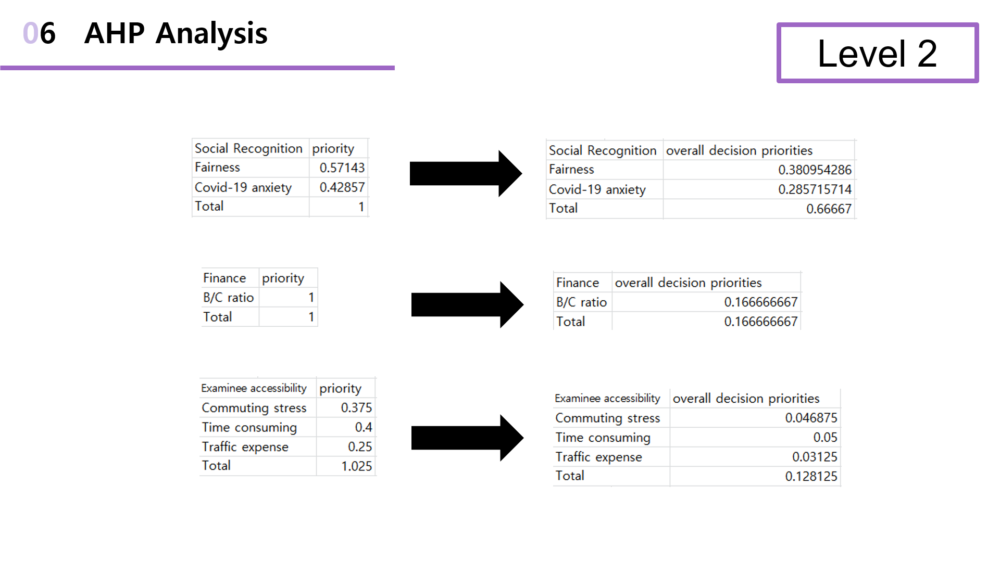 06 AHP Analysis
Level 2
Social Recognition priority
Fairness 0.57143
Covid-19 anxiety 0.42857
Total 1
Social Recognition overall decision priorities
Fairness 0.380954286
Covid-19 anxiety 0.285715714
Total 0.66667
Finance priority
B/C ratio 1
Total 1
Finance overall decision priorities
B/C ratio 0.166666667
Total 0.166666667
Examinee accessibility priority
Commuting stress 0.375
Time consuming 0.4
Traffic expense 0.25
Total 1.025
Examinee accessibility overall decision priorities
Commuting stress 0.046875
Time consuming 0.05
Traffic expense 0.03125
Total 0.128125